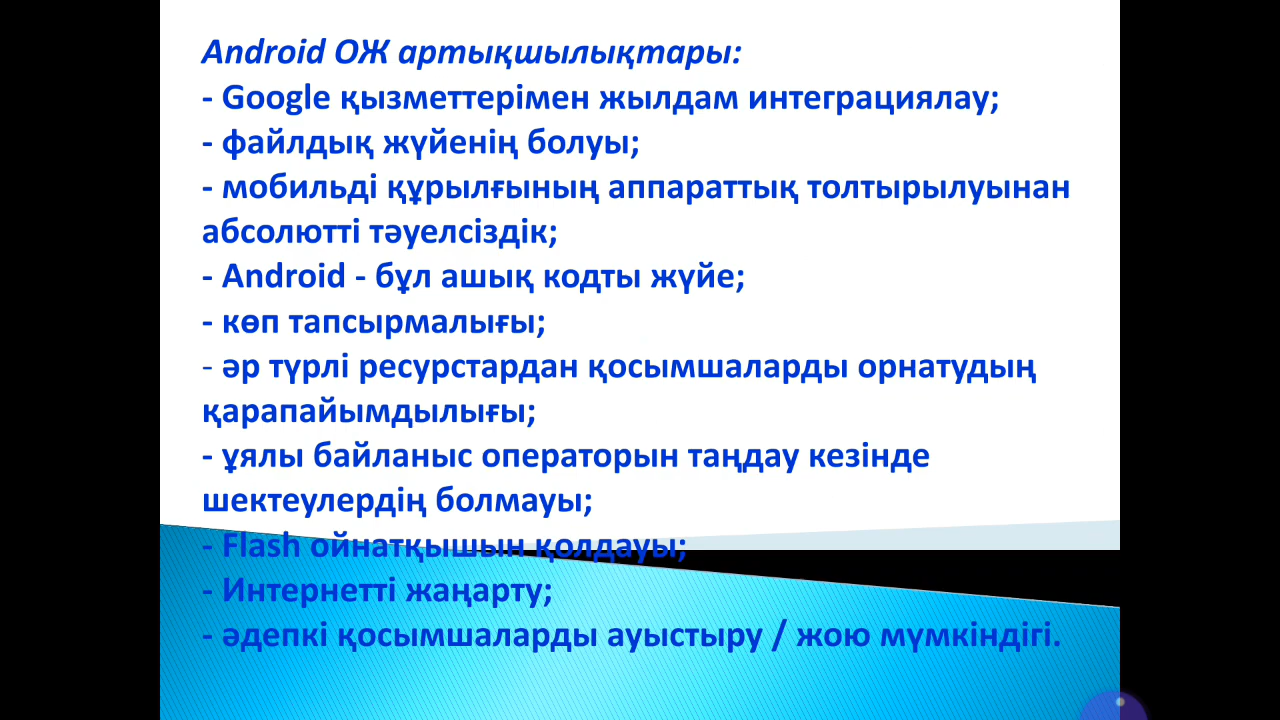 Android ОЖ артықшылықтары:
- Google қызметтерімен жылдам интеграциялау;
- файлдық жүйенің болуы;
- мобильді құрылғының аппараттық толтырылуынан
абсолютті тәуелсіздік;
- Android - бұл ашық кодты жүйе;
- көп тапсырмалығы;
- әр түрлі ресурстардан қосымшаларды орнатудың
қарапайымдылығы;
- ұялы байланыс операторын таңдау кезінде
шектеулердің болмауы;
- Flash ойнатқышын қолдауы;
- Интернетті жаңарту;
- әдепкі қосымшаларды ауыстыру / жою мүмкіндігі.